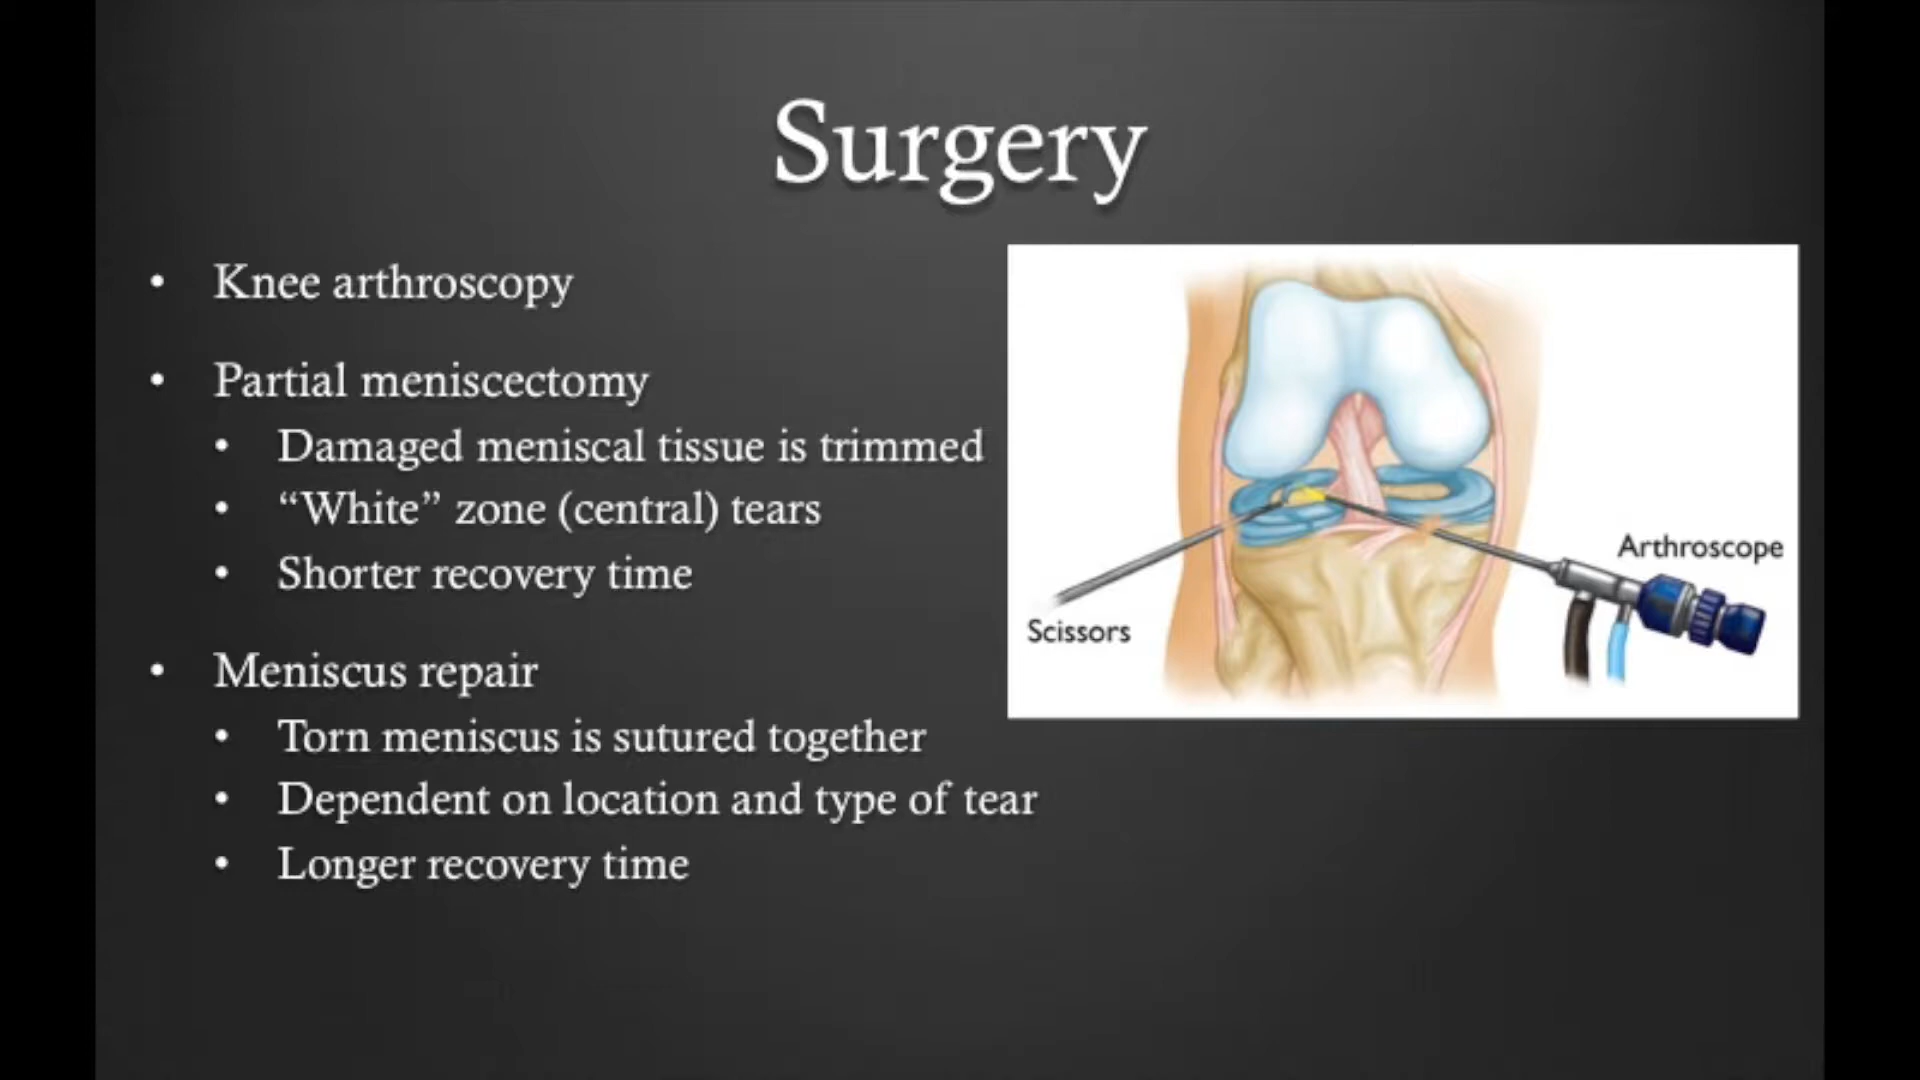 Surgery
• Knee arthroscopy
• Partial meniscectomy
• Damaged meniscal tissue is trimmed
• “White” zone (central) tears
• Shorter recovery time
• Meniscus repair
• Torn meniscus is sutured together
• Dependent on location and type of tear
• Longer recovery time
Arthroscope
Scissors